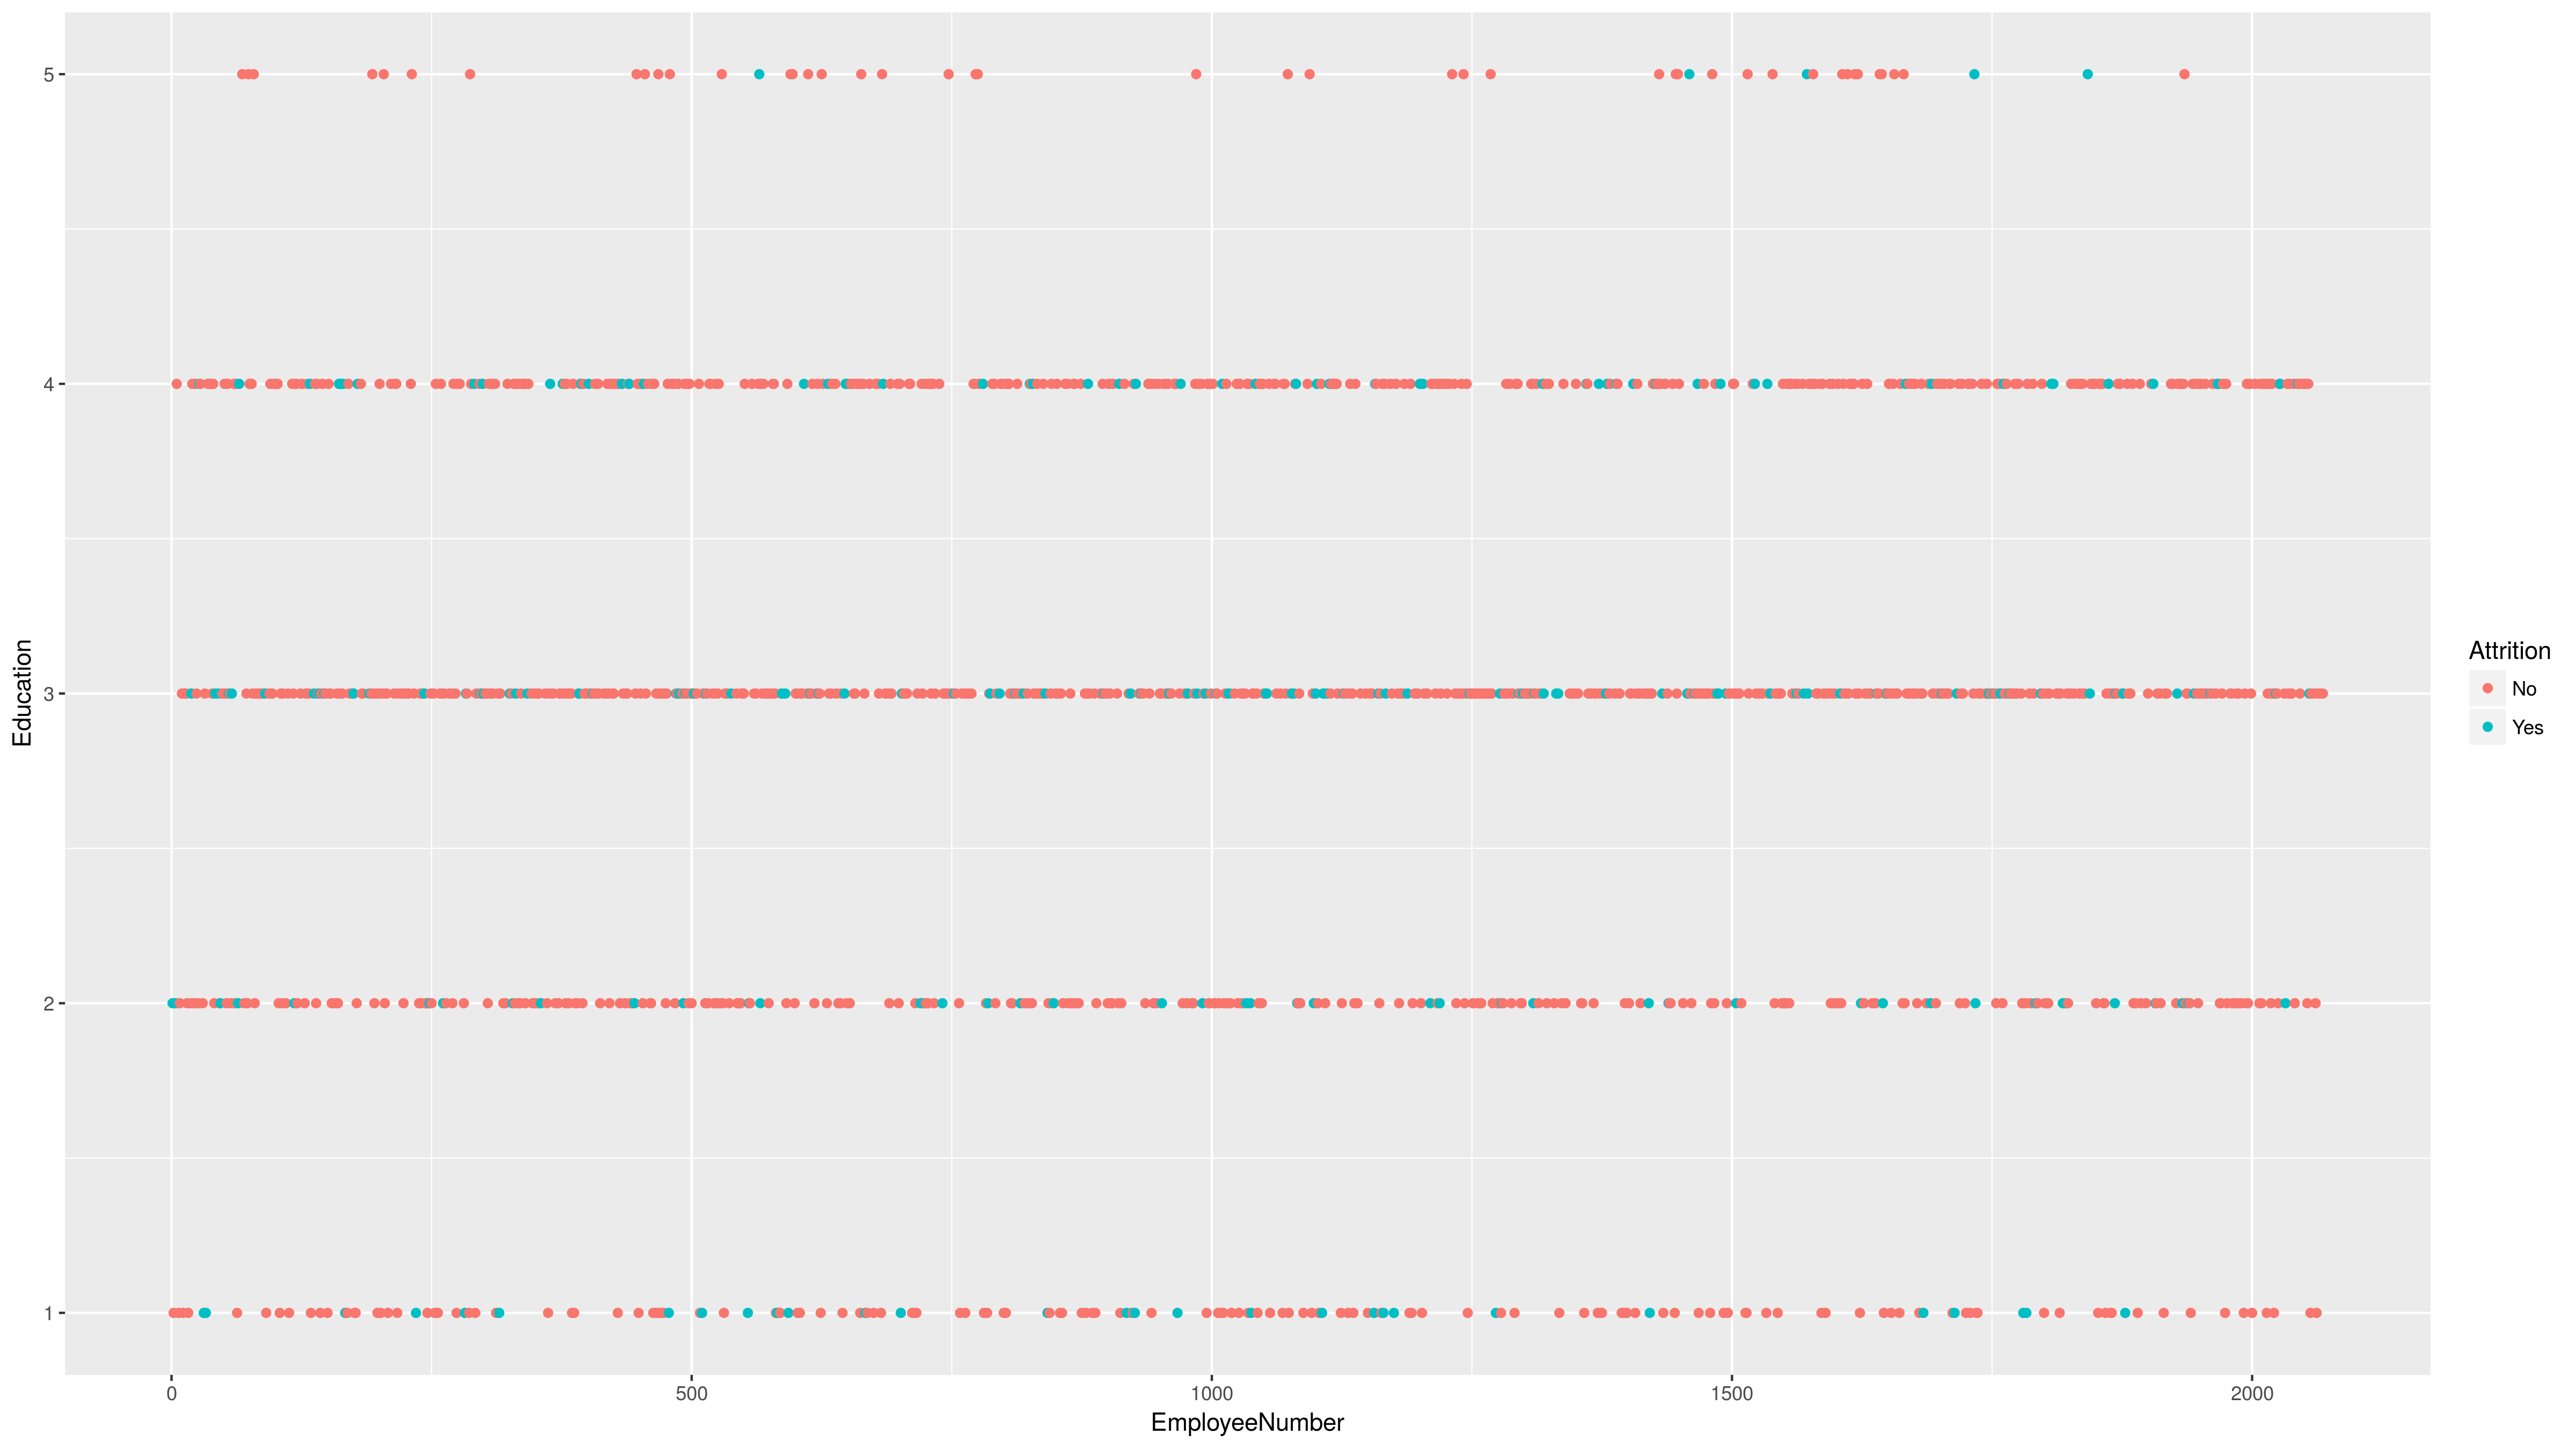 5
4
3
2
1
Education
0 500 1000 1500 2000
EmployeeNumber
Attrition
No
Yes